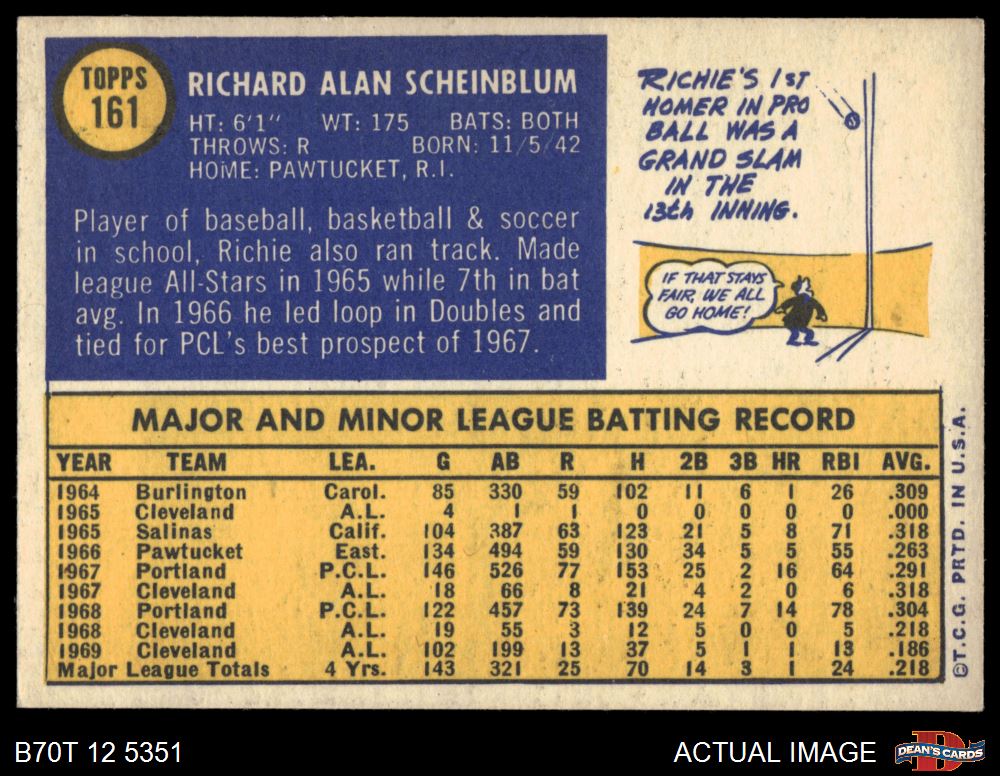 TOPPS
161
RICHARD ALAN SCHEINBLUM
HT: 6'1" WT: 175 BATS: BOTH
THROWS: R BORN: 11/5/42
HOME: PAWTUCKET, R.I.
Player of baseball, basketball & soccer
in school, Richie also ran track. Made
league All-Stars in 1965 while 7th in bat
avg. In 1966 he led loop in Doubles and
tied for PCL's best prospect of 1967.
RICHIE'S 1ST
HOMER IN PRO
BALL WAS A
GRAND SLAM
IN THE
13th INNING.
IF THAT STAYS
FAIR, WE ALL
GO HOME!
MAJOR AND MINOR LEAGUE BATTING RECORD
YEAR TEAM LEA. G AB R H 2B 3B HR RBI AVG.
1964 Burlington Carol. 85 330 59 102 11 6 1 26 .309
1965 Cleveland A.L. 4 1 1 0 0 0 0 0 .000
1965 Salinas Calif. 104 387 63 123 21 5 8 71 .318
1966 Pawtucket East. 134 494 59 130 34 5 5 55 .263
1967 Portland P.C.L. 146 526 77 153 25 2 16 64 .291
1967 Cleveland A.L. 18 66 8 21 4 2 0 6 .318
1968 Portland P.C.L. 122 457 73 139 24 7 14 78 .304
1968 Cleveland A.L. 19 55 3 12 5 0 0 5 .218
1969 Cleveland A.L. 102 199 13 37 5 1 1 13 .186
Major League Totals 4 Yrs. 143 321 25 70 14 3 1 24 .218
©T.C.G. PRTD. IN U.S.A.
B70T 12 5351
ACTUAL IMAGE
DEAN'S CARDS